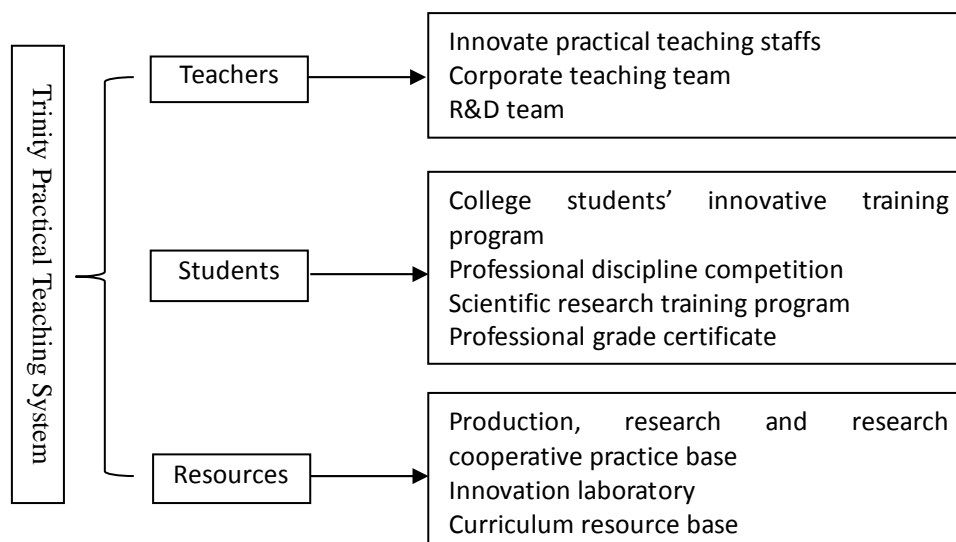 Trinity Practical Teaching System
Teachers
Innovate practical teaching staffs
Corporate teaching team
R&D team
Students
College students’ innovative training
program
Professional discipline competition
Scientific research training program
Professional grade certificate
Resources
Production, research and research
cooperative practice base
Innovation laboratory
Curriculum resource base